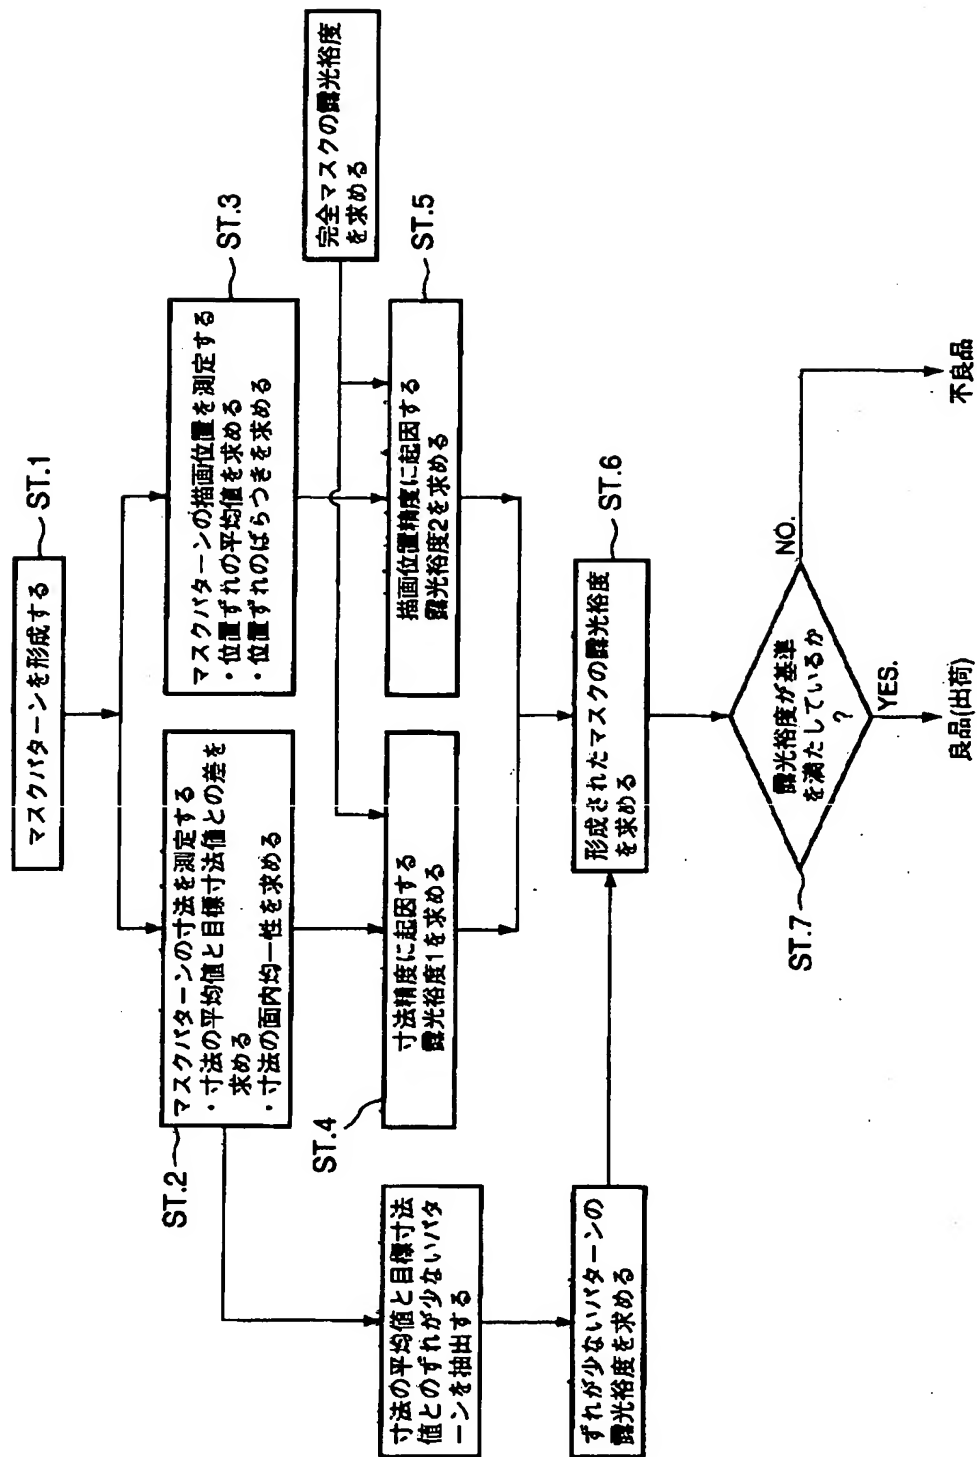 マスクパターンを形成する
ST.1
マスクパターンの寸法を測定する
・寸法の平均値と目標寸法値との差を
求める
・寸法の面内均一性を求める
ST.2
マスクパターンの描画位置を測定する
・位置ずれの平均値を求める
・位置ずれのばらつきを求める
ST.3
完全マスクの露光裕度
を求める
寸法の平均値と目標寸法
値とのずれが少ないパタ
ーンを抽出する
ST.4
寸法精度に起因する
露光裕度1を求める
描画位置精度に起因する
露光裕度2を求める
ST.5
ずれが少ないパターンの
露光裕度を求める
形成されたマスクの露光裕度
を求める
ST.6
露光裕度が基準
を満たしているか
?
ST.7
NO.
YES.
良品(出荷)
不良品